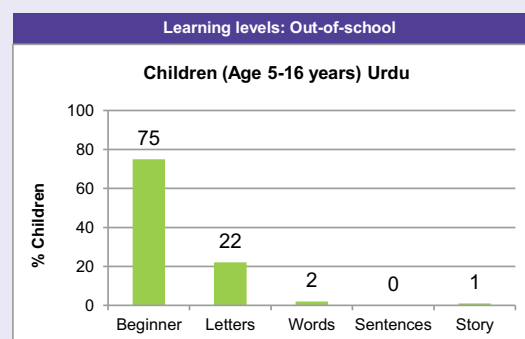 Learning levels: Out-of-school
Children (Age 5-16 years) Urdu
% Children
100
80
60
40
20
0
75
22
2
0
1
Beginner Letters Words Sentences Story